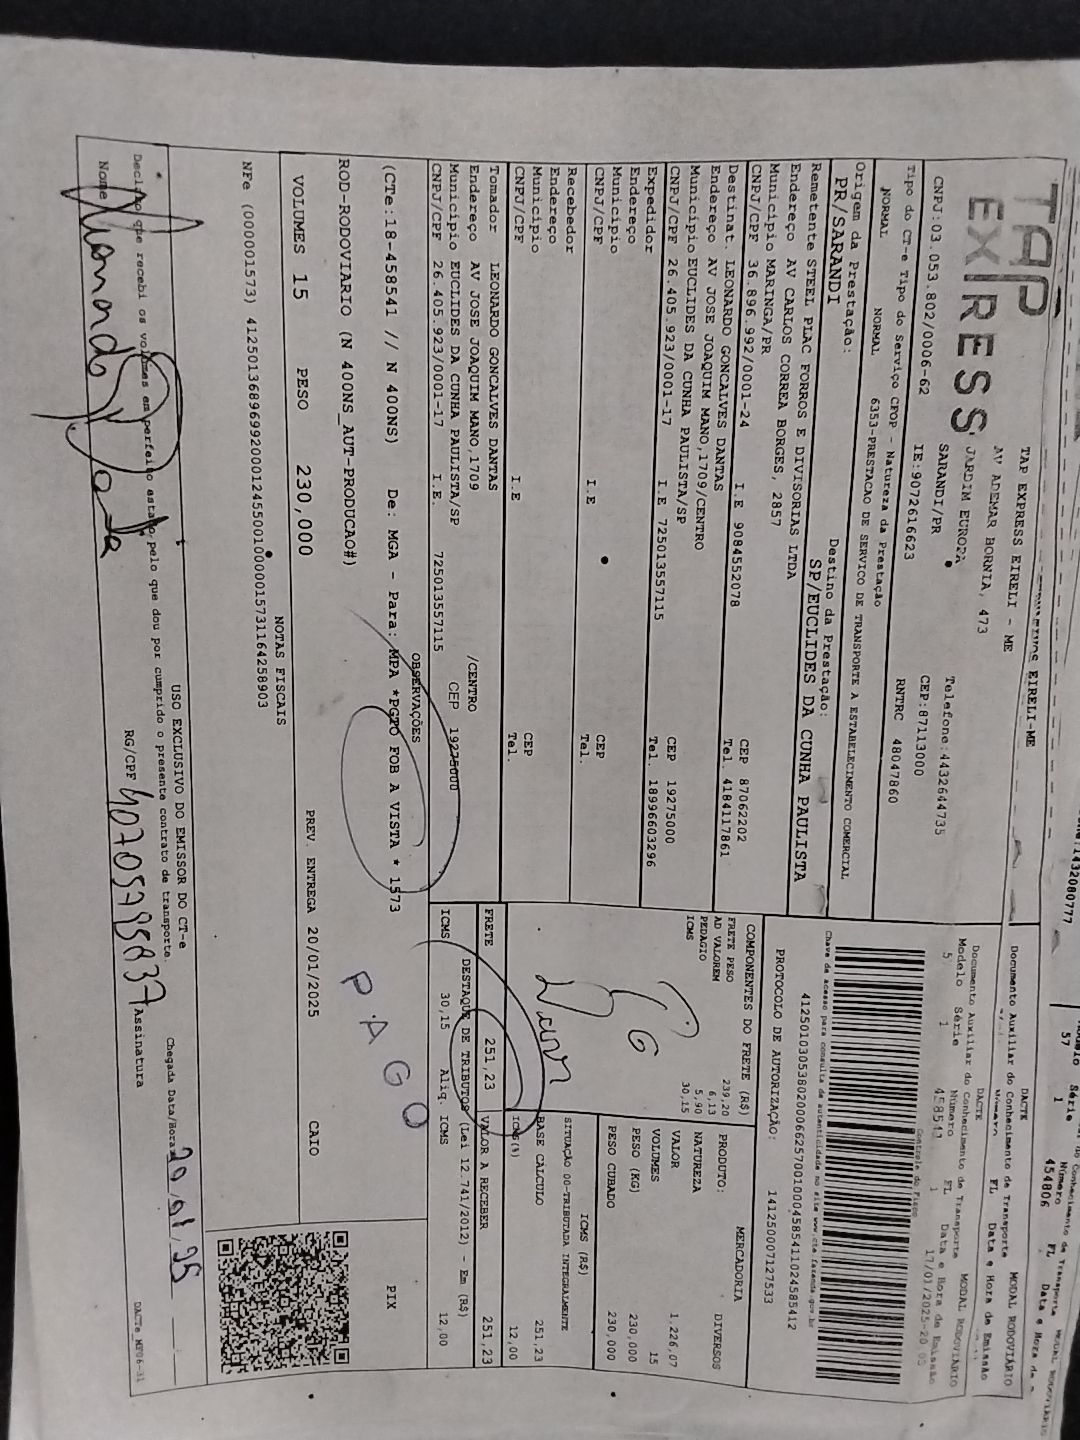 TAP EXPRESS
TAP EXPRESS EIRELI - ME
AV ADEMAR BORNIA, 473
JARDIM EUROPA
SARANDI/PR
Telefone:4432644735
CEP:87113000
CNPJ:03.053.802/0006-62
IE:9072616623
RNTRC 48047860
Tipo do CT-e Tipo do Serviço CFOP - Natureza da Prestação
NORMAL NORMAL 6353-PRESTACAO DE SERVICO DE TRANSPORTE A ESTABELECIMENTO COMERCIAL
Origem da Prestação: Destino da Prestação:
PR/SARANDI SP/EUCLIDES DA CUNHA PAULISTA
Remetente STEEL PLAC FORROS E DIVISORIAS LTDA
Endereço AV CARLOS CORREA BORGES, 2857
Município MARINGA/PR CEP 87062202
CNPJ/CPF 36.896.992/0001-24 I.E 9084552078 Tel. 4184117861
Destinat. LEONARDO GONCALVES DANTAS
Endereço AV JOSE JOAQUIM MANO,1709/CENTRO
Município EUCLIDES DA CUNHA PAULISTA/SP CEP 19275000
CNPJ/CPF 26.405.923/0001-17 I.E 725013557115 Tel. 18996603296
Expedidor
Endereço
Município CEP
CNPJ/CPF I.E Tel.
Recebedor
Endereço
Município CEP
CNPJ/CPF I.E Tel.
Tomador LEONARDO GONCALVES DANTAS
Endereço AV JOSE JOAQUIM MANO,1709 /CENTRO
Município EUCLIDES DA CUNHA PAULISTA/SP CEP 19275000
CNPJ/CPF 26.405.923/0001-17 I.E. 725013557115
OBSERVAÇÕES
(CTe:18-458541 // N 400NS) De: MGA - Para: MPA *PGTO FOB A VISTA * 1573
ROD-RODOVIARIO (N 400NS_AUT-PRODUCAO#)
VOLUMES 15 PESO 230,000 PREV. ENTREGA 20/01/2025 CAIO
NOTAS FISCAIS
NFe (000001573) 41250136896992000124550010000015731164258903
DACTE
Documento Auxiliar do Conhecimento de Transporte MODAL RODOVIÁRIO
Modelo Série Número FL Data e Hora da Emissão
1 458541 1
Controle do Fisco
Chave de acesso para consulta de autenticidade no site www.cte.fazenda.gov.br
41250103053802000662570010004585411024585412
PROTOCOLO DE AUTORIZAÇÃO: 141250007127533
COMPONENTES DO FRETE (R$)
FRETE PESO 239,20
AD VALOREM 6,13
PEDAGIO 5,90
ICMS 30,15
MERCADORIA
PRODUTO: DIVERSOS
NATUREZA
VALOR 1.226,07
VOLUMES 15
PESO (KG) 230,000
PESO CUBADO 230,000
ICMS (R$)
SITUAÇÃO 00-TRIBUTADA INTEGRALMENTE
BASE CÁLCULO 251,23
ICMS(%) 12,00
FRETE 251,23 VALOR A RECEBER 251,23
DESTAQUE DE TRIBUTOS (Lei 12.741/2012) - Em (R$)
ICMS 30,15 Aliq. ICMS 12,00
PIX
PAGO
USO EXCLUSIVO DO EMISSOR DO CT-e
Declaro que recebi os volumes em perfeito estado pelo que dou por cumprido o presente contrato de transporte. Chegada Data/Hora 20/01/25
Nome RG/CPF 40705795837 Assinatura